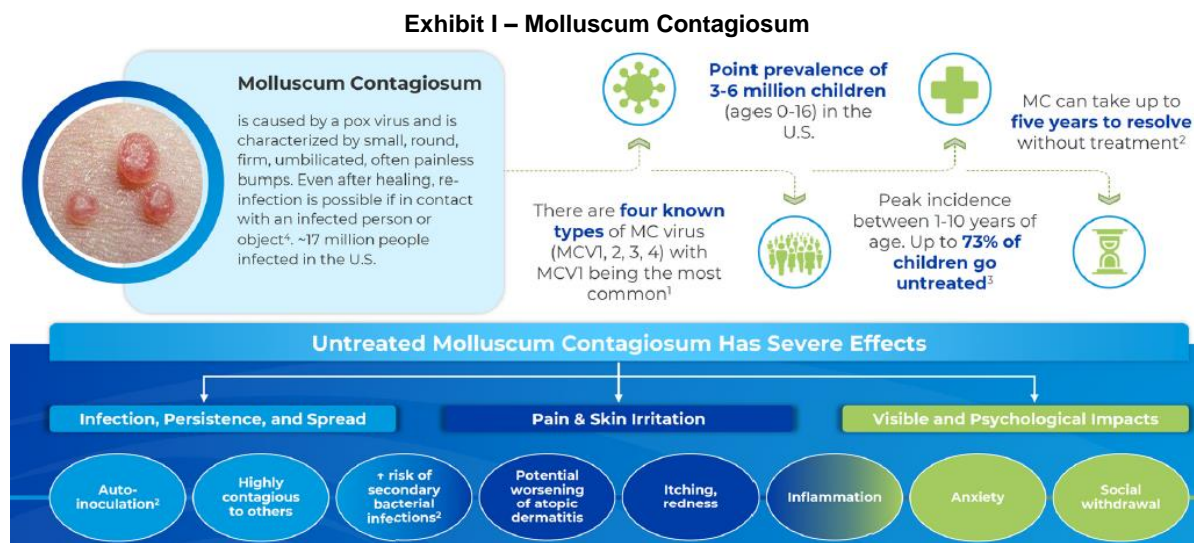 Exhibit I – Molluscum Contagiosum
Molluscum Contagiosum
is caused by a pox virus and is
characterized by small, round,
firm, umbilicated, often painless
bumps. Even after healing, re-
infection is possible if in contact
with an infected person or
object⁴. ~17 million people
infected in the U.S.
There are four known
types of MC virus
(MCV1, 2, 3, 4) with
MCV1 being the most
common¹
Point prevalence of
3-6 million children
(ages 0-16) in the
U.S.
Peak incidence
between 1-10 years of
age. Up to 73% of
children go
untreated³
MC can take up to
five years to resolve
without treatment²
Untreated Molluscum Contagiosum Has Severe Effects
Infection, Persistence, and Spread
Pain & Skin Irritation
Visible and Psychological Impacts
Auto-
inoculation²
Highly
contagious
to others
↑ risk of
secondary
bacterial
infections²
Potential
worsening
of atopic
dermatitis
Itching,
redness
Inflammation
Anxiety
Social
withdrawal